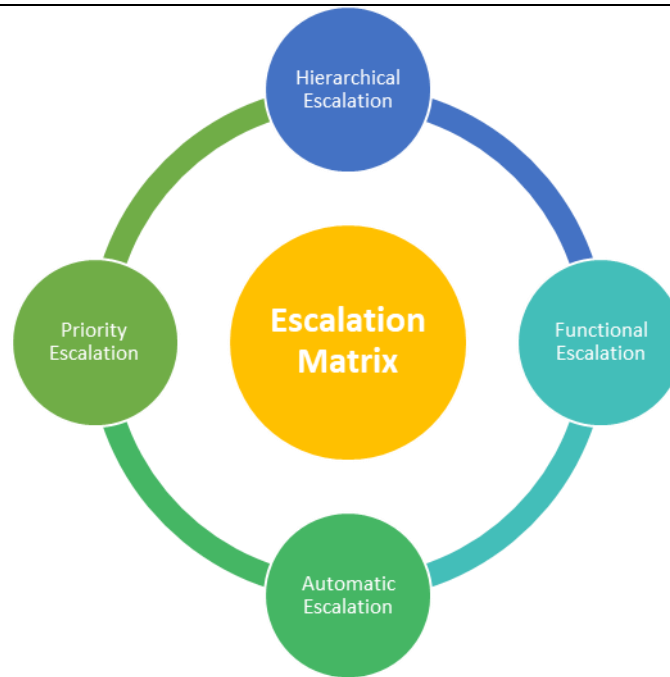 Hierarchical
Escalation
Priority
Escalation
Escalation
Matrix
Functional
Escalation
Automatic
Escalation